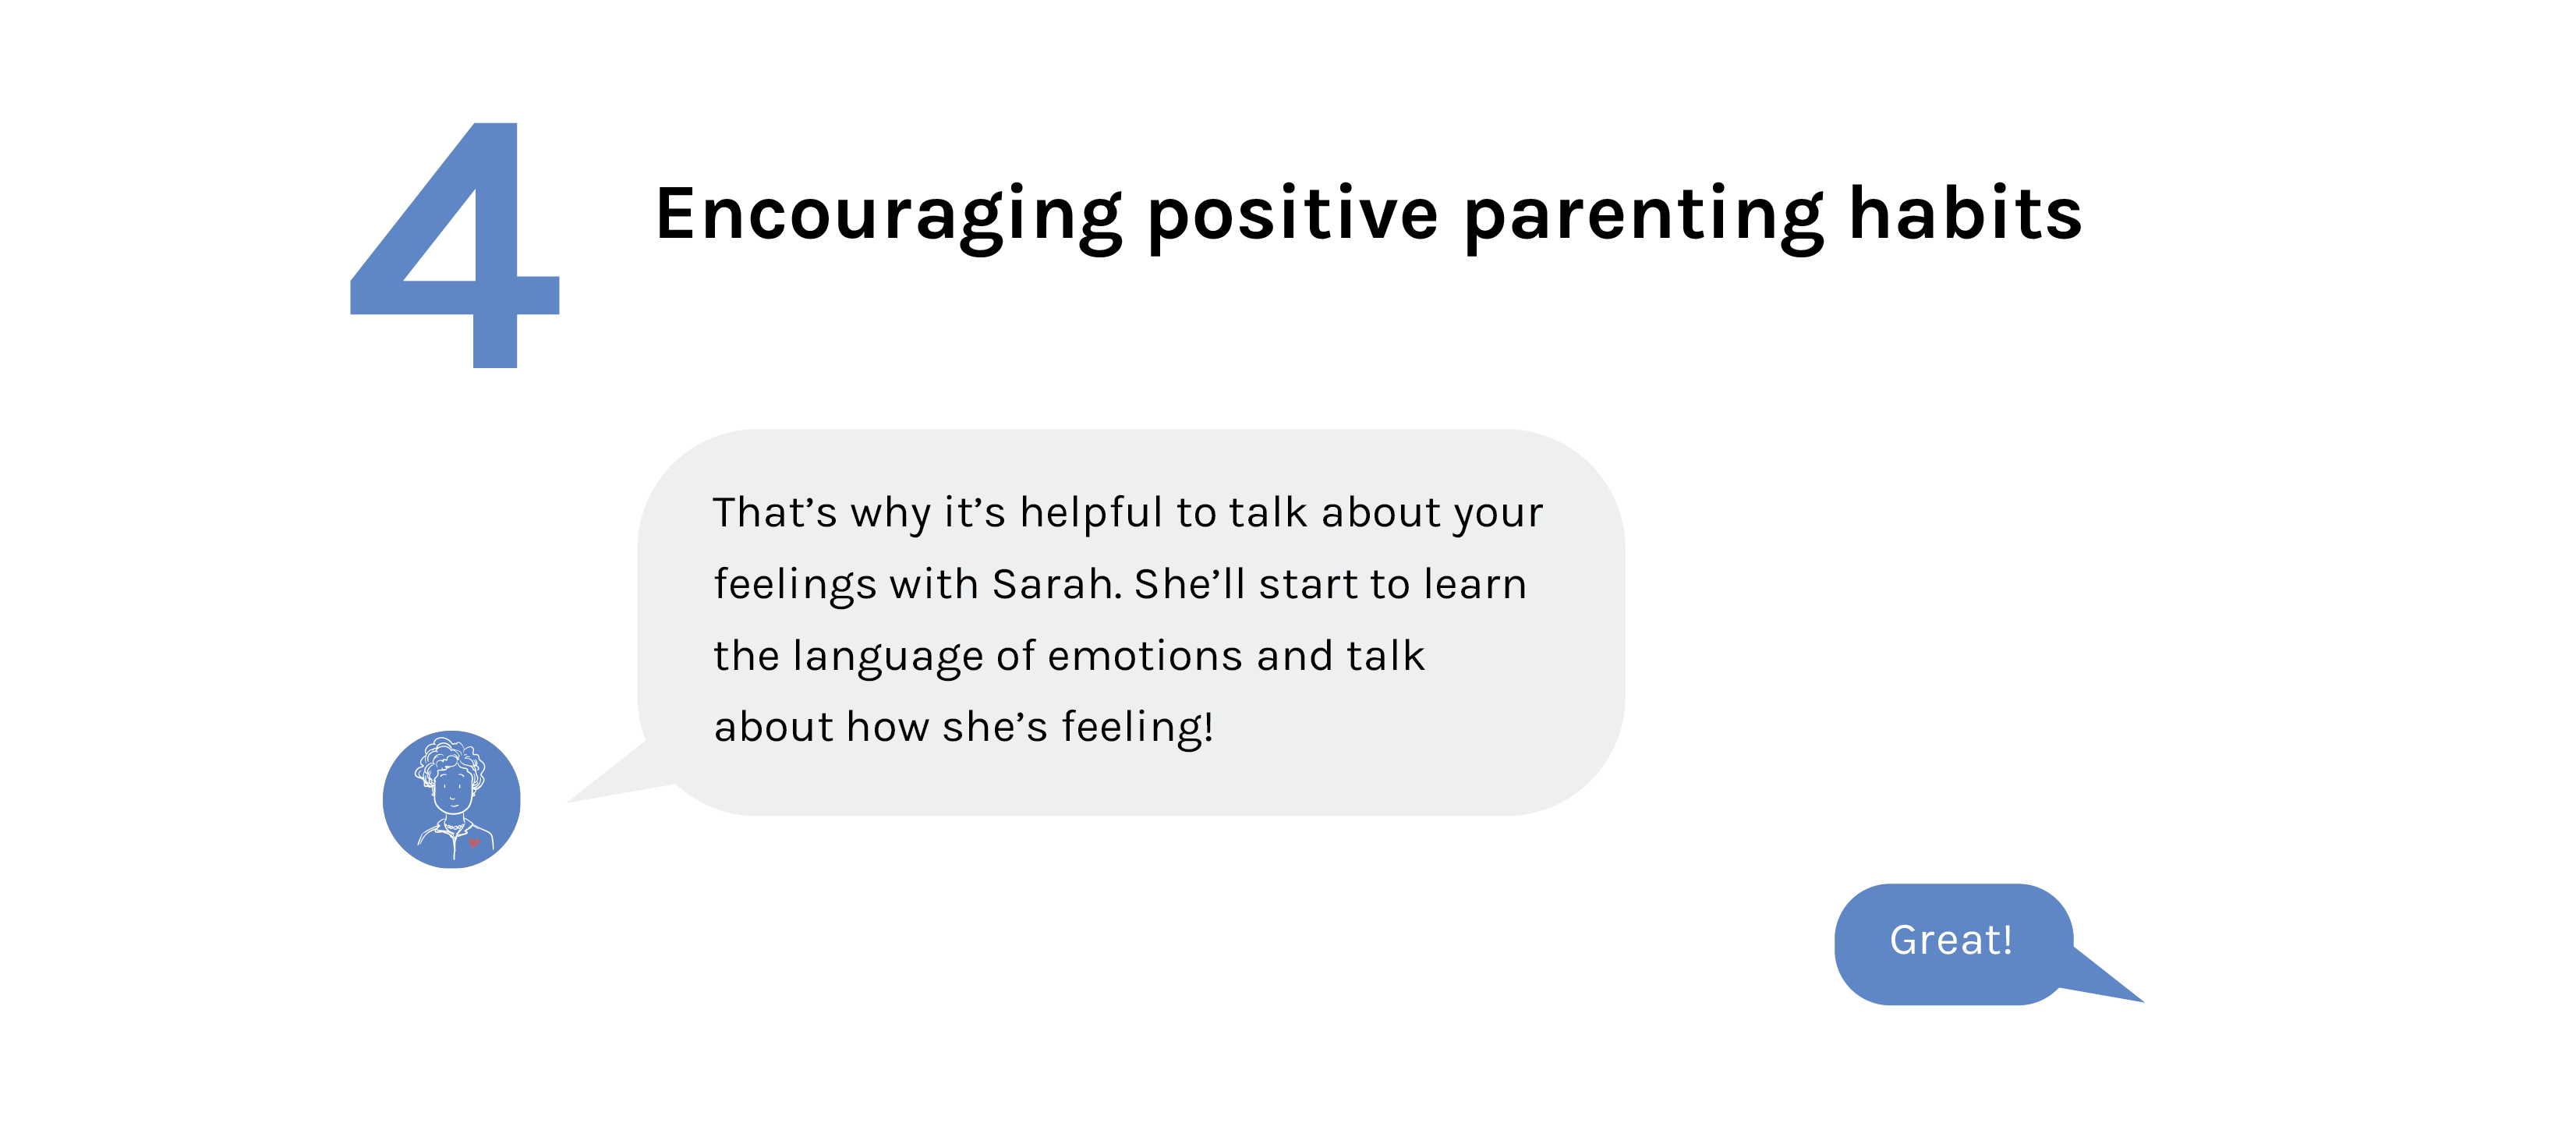 4
Encouraging positive parenting habits
That’s why it’s helpful to talk about your
feelings with Sarah. She’ll start to learn
the language of emotions and talk
about how she’s feeling!
Great!